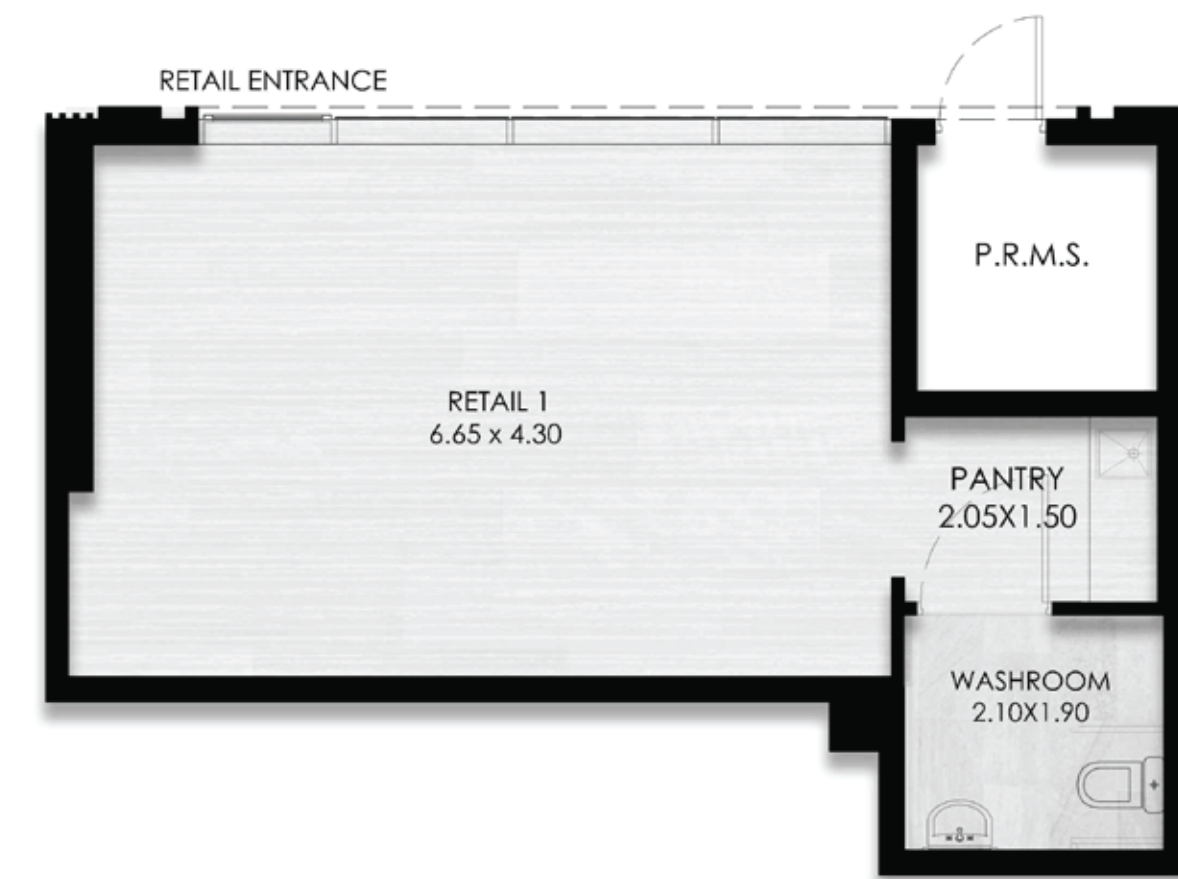 RETAIL ENTRANCE
P.R.M.S.
RETAIL 1
6.65 x 4.30
PANTRY
2.05X1.50
WASHROOM
2.10X1.90